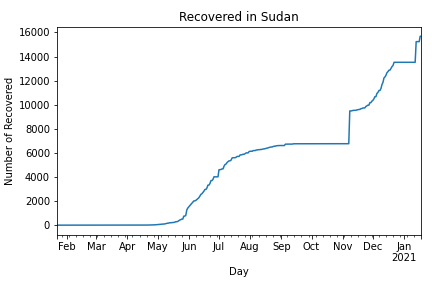 Recovered in Sudan
Number of Recovered
16000
14000
12000
10000
8000
6000
4000
2000
0
Feb Mar Apr May Jun Jul Aug Sep Oct Nov Dec Jan
2021
Day